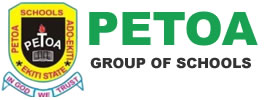 SCHOOLS
PETOA
ADO-EKITI
PETOA
EKITI STATE
IN GOD WE TRUST
PETOA
GROUP OF SCHOOLS